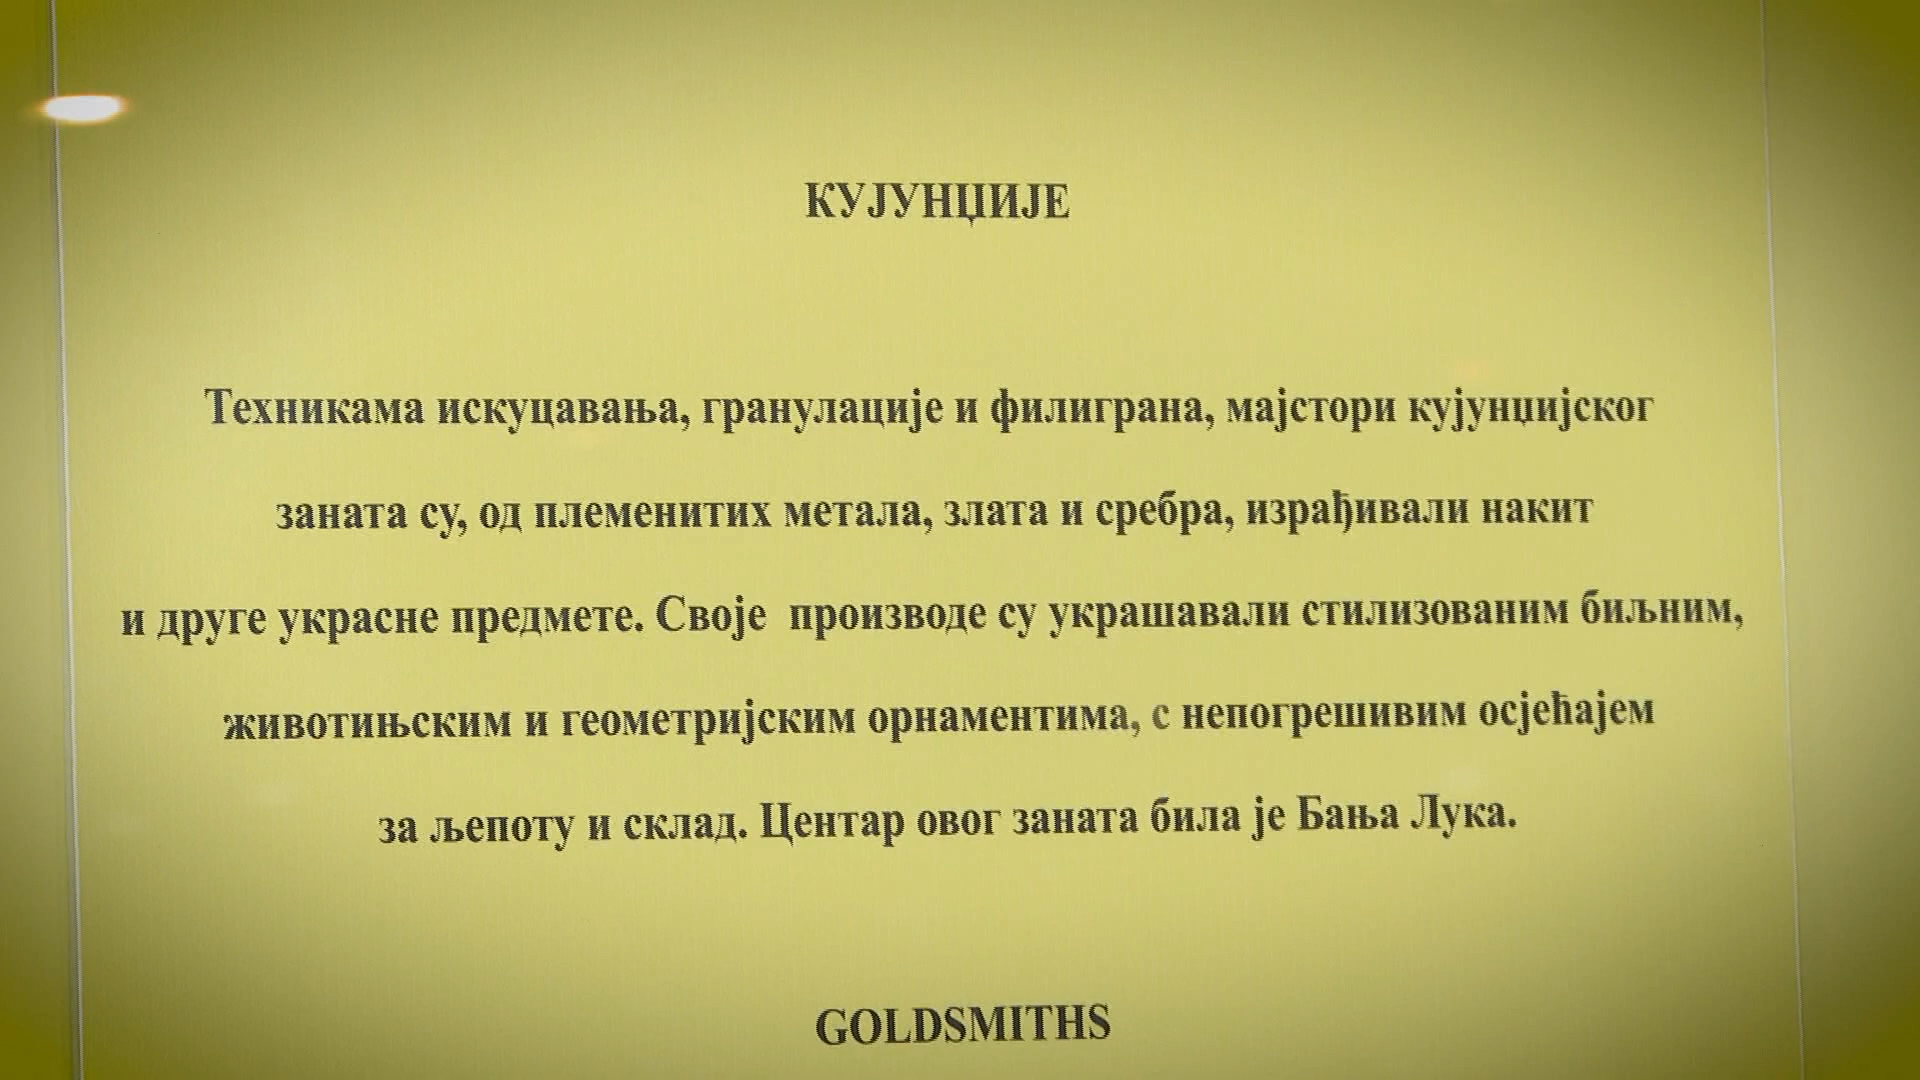 КУЈУНЏИЈЕ
Техникама искуцавања, гранулације и филиграна, мајстори кујунџијског
заната су, од племенитих метала, злата и сребра, израђивали накит
и друге украсне предмете. Своје производе су украшавали стилизованим биљним,
животињским и геометријским орнаментима, с непогрешивим осјећајем
за љепоту и склад. Центар овог заната била је Бања Лука.
GOLDSMITHS